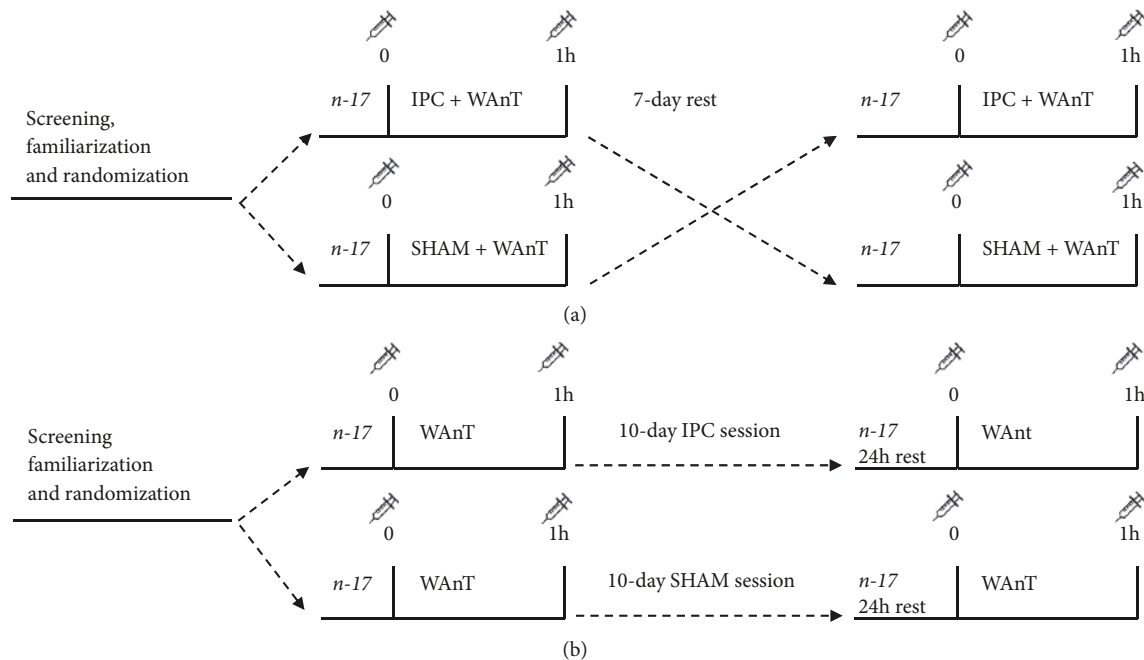 0
1h
0
1h
n-17
IPC + WAnT
7-day rest
n-17
IPC + WAnT
Screening,
familiarization
and randomization
0
1h
0
1h
n-17
SHAM + WAnT
n-17
SHAM + WAnT
(a)
0
1h
0
1h
n-17
WAnT
10-day IPC session
n-17
24h rest
WAnt
Screening
familiarization
and randomization
0
1h
0
1h
n-17
WAnT
10-day SHAM session
n-17
24h rest
WAnT
(b)